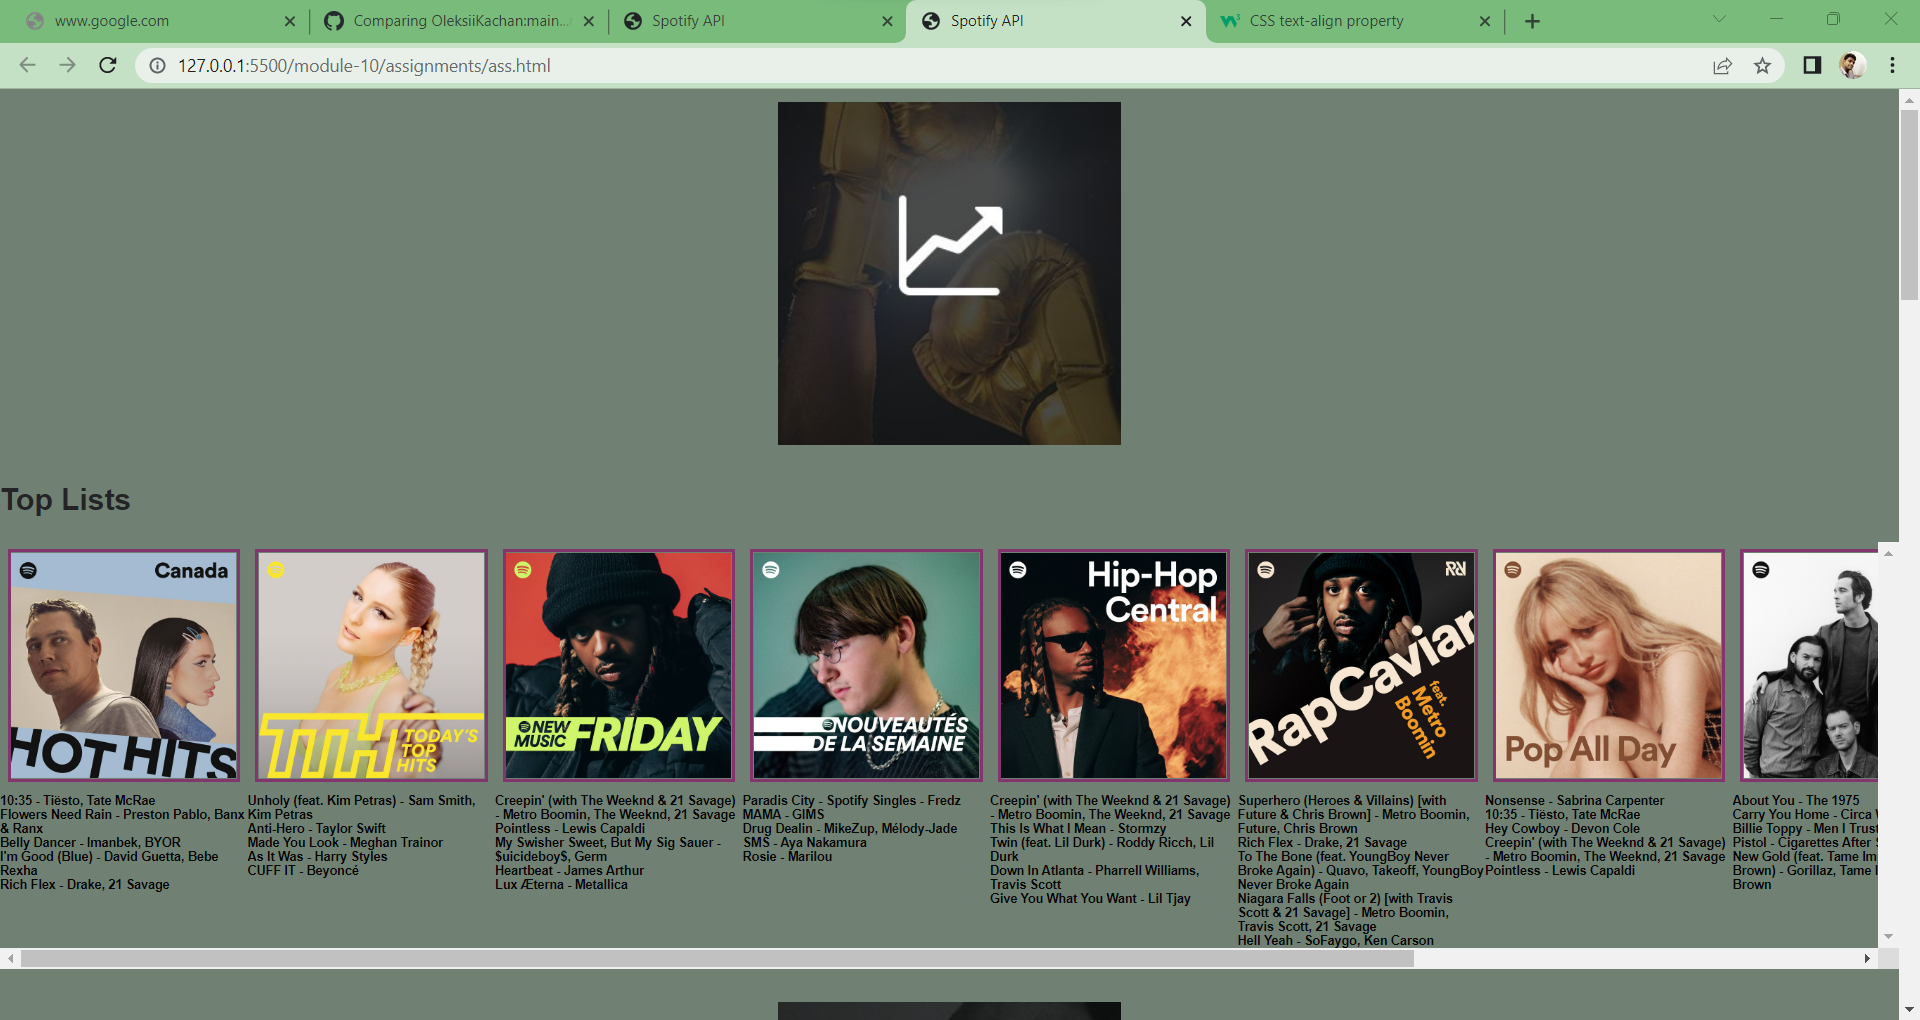 www.google.com
Comparing OleksiiKachan:main...
Spotify API
Spotify API
CSS text-align property
127.0.0.1:5500/module-10/assignments/ass.html
Top Lists
Canada
HOT HITS
10:35 - Tiësto, Tate McRae
Flowers Need Rain - Preston Pablo, Banx
& Ranx
Belly Dancer - Imanbek, BYOR
I'm Good (Blue) - David Guetta, Bebe
Rexha
Rich Flex - Drake, 21 Savage
TTH TODAY'S
TOP
HITS
Unholy (feat. Kim Petras) - Sam Smith,
Kim Petras
Anti-Hero - Taylor Swift
Made You Look - Meghan Trainor
As It Was - Harry Styles
CUFF IT - Beyoncé
NEW
MUSIC FRIDAY
Creepin' (with The Weeknd & 21 Savage)
- Metro Boomin, The Weeknd, 21 Savage
Pointless - Lewis Capaldi
My Swisher Sweet, But My Sig Sauer -
$uicideboy$, Germ
Heartbeat - James Arthur
Lux Æterna - Metallica
NOUVEAUTÉS
DE LA SEMAINE
Paradis City - Spotify Singles - Fredz
MAMA - GIMS
Drug Dealin - MikeZup, Mélody-Jade
SMS - Aya Nakamura
Rosie - Marilou
Hip-Hop
Central
Creepin' (with The Weeknd & 21 Savage)
- Metro Boomin, The Weeknd, 21 Savage
This Is What I Mean - Stormzy
Twin (feat. Lil Durk) - Roddy Ricch, Lil
Durk
Down In Atlanta - Pharrell Williams,
Travis Scott
Give You What You Want - Lil Tjay
RapCaviar
feat.
Metro
Boomin
Superhero (Heroes & Villains) [with
Future & Chris Brown] - Metro Boomin,
Future, Chris Brown
Rich Flex - Drake, 21 Savage
To The Bone (feat. YoungBoy Never
Broke Again) - Quavo, Takeoff, YoungBoy
Never Broke Again
Niagara Falls (Foot or 2) [with Travis
Scott & 21 Savage] - Metro Boomin,
Travis Scott, 21 Savage
Hell Yeah - SoFaygo, Ken Carson
Pop All Day
Nonsense - Sabrina Carpenter
10:35 - Tiësto, Tate McRae
Hey Cowboy - Devon Cole
Creepin' (with The Weeknd & 21 Savage)
- Metro Boomin, The Weeknd, 21 Savage
Pointless - Lewis Capaldi
About You - The 1975
Carry You Home - Circa
Billie Toppy - Men I Trust
Pistol - Cigarettes After
New Gold (feat. Tame Im
Brown) - Gorillaz, Tame
Brown